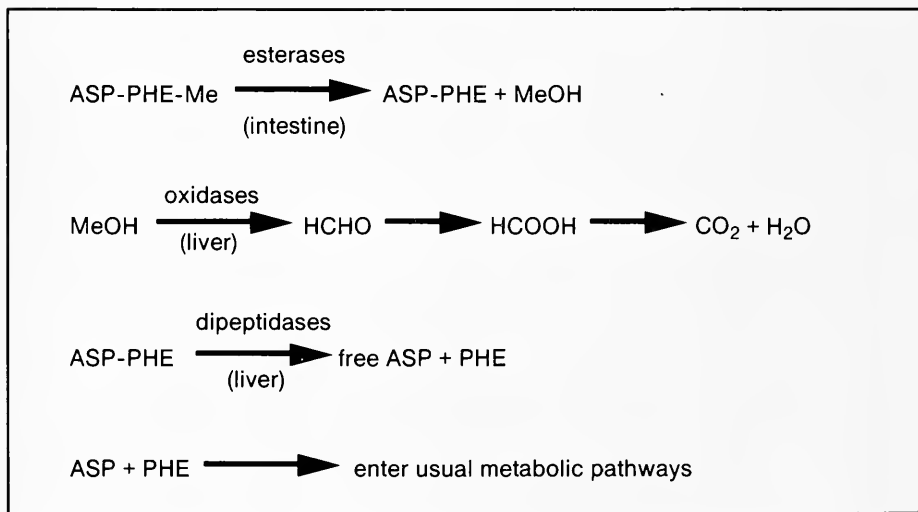 esterases
ASP-PHE-Me ASP-PHE + MeOH
(intestine)
oxidases
MeOH HCHO HCOOH CO₂ + H₂O
(liver)
dipeptidases
ASP-PHE free ASP + PHE
(liver)
ASP + PHE enter usual metabolic pathways